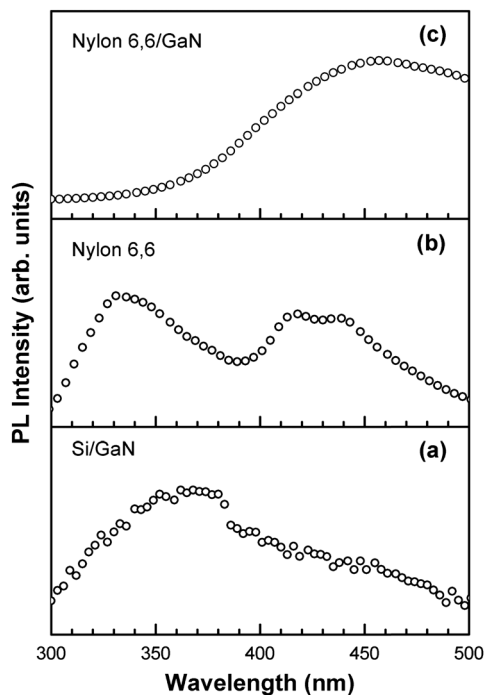 Nylon 6,6/GaN
(c)
Nylon 6,6
(b)
Si/GaN
(a)
PL Intensity (arb. units)
300 350 400 450 500
Wavelength (nm)